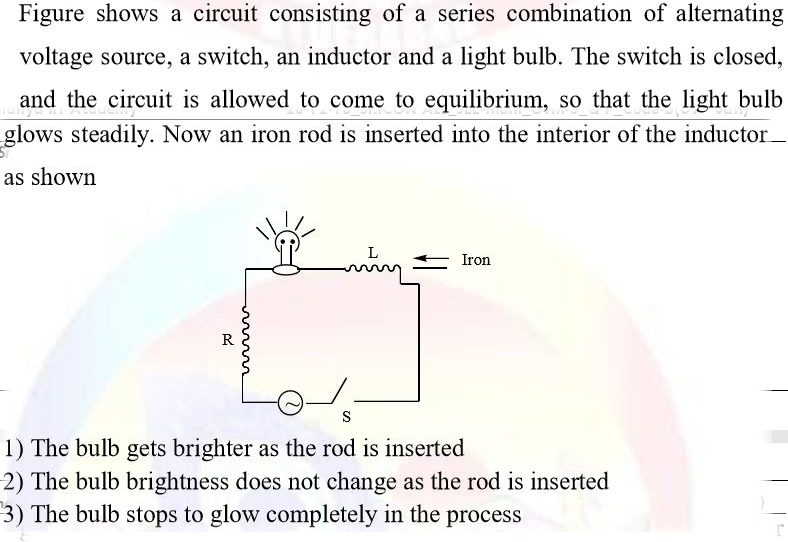 Figure shows a circuit consisting of a series combination of alternating
voltage source, a switch, an inductor and a light bulb. The switch is closed,
and the circuit is allowed to come to equilibrium, so that the light bulb
glows steadily. Now an iron rod is inserted into the interior of the inductor
as shown
L
Iron
R
S
1) The bulb gets brighter as the rod is inserted
2) The bulb brightness does not change as the rod is inserted
3) The bulb stops to glow completely in the process